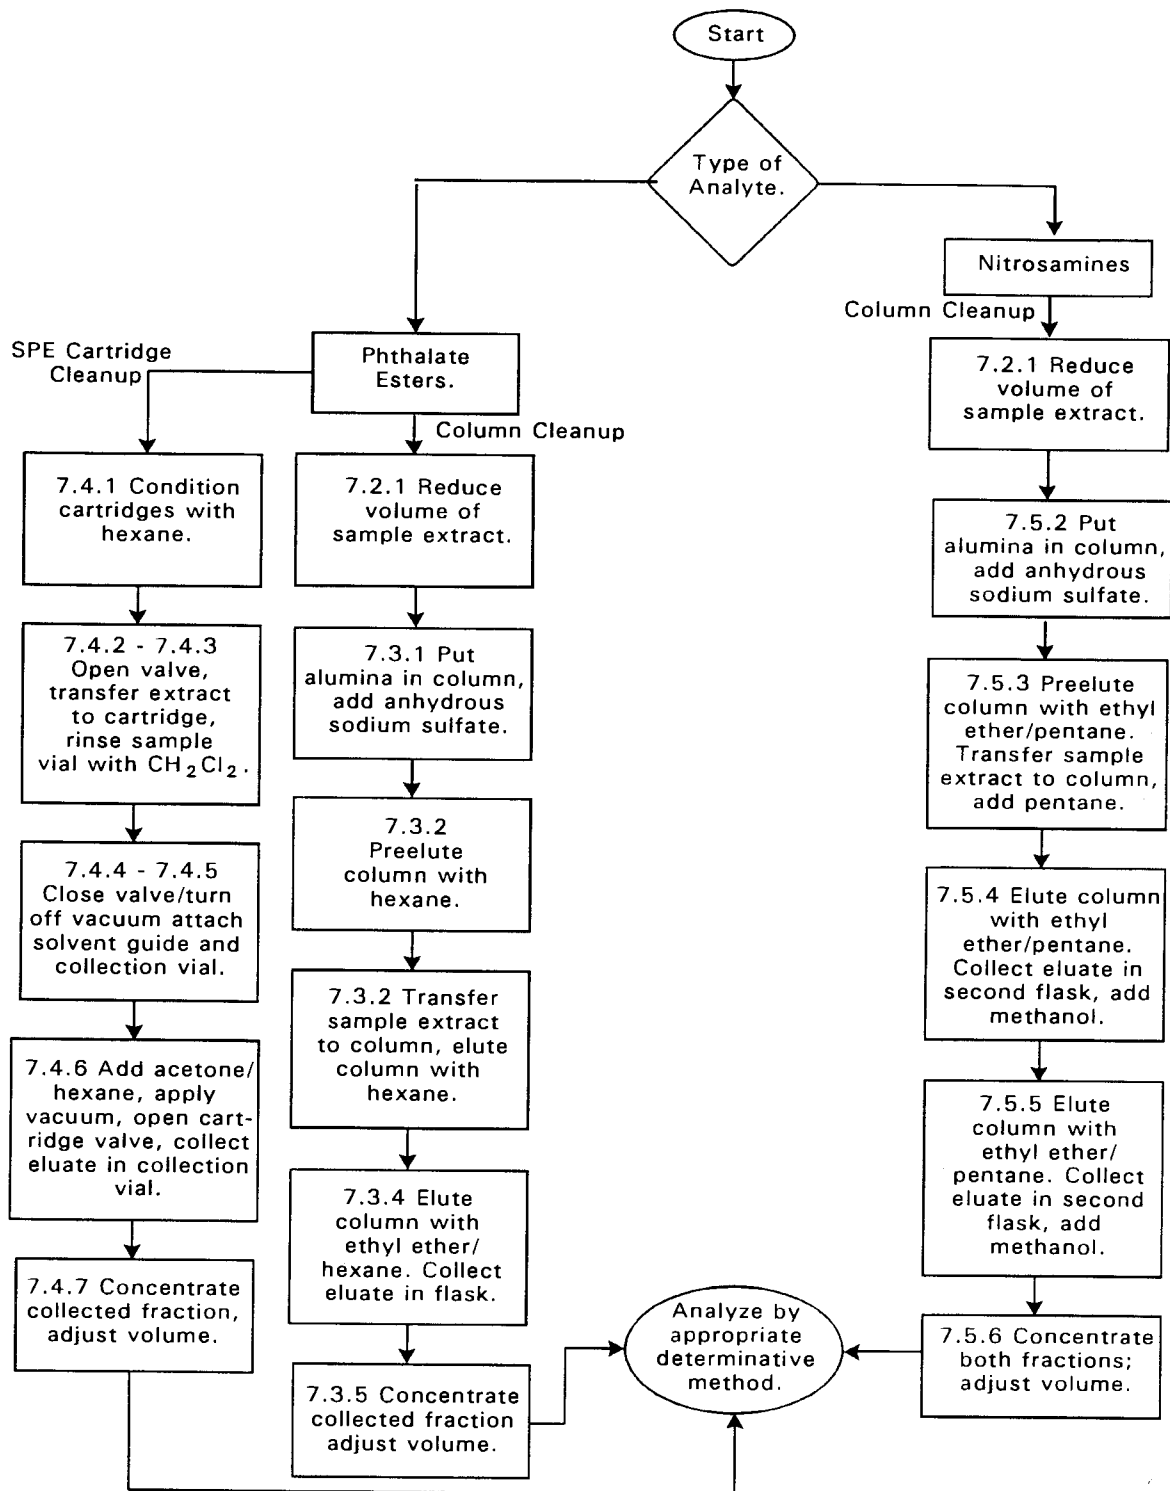 Start
Type of
Analyte.
Nitrosamines
Column Cleanup
7.2.1 Reduce
volume of
sample extract.
7.5.2 Put
alumina in column,
add anhydrous
sodium sulfate.
7.5.3 Preelute
column with ethyl
ether/pentane.
Transfer sample
extract to column,
add pentane.
7.5.4 Elute column
with ethyl
ether/pentane.
Collect eluate in
second flask, add
methanol.
7.5.5 Elute
column with
ethyl ether/
pentane. Collect
eluate in second
flask, add
methanol.
7.5.6 Concentrate
both fractions;
adjust volume.
Phthalate
Esters.
SPE Cartridge
Cleanup
7.4.1 Condition
cartridges with
hexane.
7.4.2 - 7.4.3
Open valve,
transfer extract
to cartridge,
rinse sample
vial with CH₂Cl₂.
7.4.4 - 7.4.5
Close valve/turn
off vacuum attach
solvent guide and
collection vial.
7.4.6 Add acetone/
hexane, apply
vacuum, open cart-
ridge valve, collect
eluate in collection
vial.
7.4.7 Concentrate
collected fraction,
adjust volume.
Column Cleanup
7.2.1 Reduce
volume of
sample extract.
7.3.1 Put
alumina in column,
add anhydrous
sodium sulfate.
7.3.2
Preelute
column with
hexane.
7.3.2 Transfer
sample extract
to column, elute
column with
hexane.
7.3.4 Elute
column with
ethyl ether/
hexane. Collect
eluate in flask.
7.3.5 Concentrate
collected fraction
adjust volume.
Analyze by
appropriate
determinative
method.